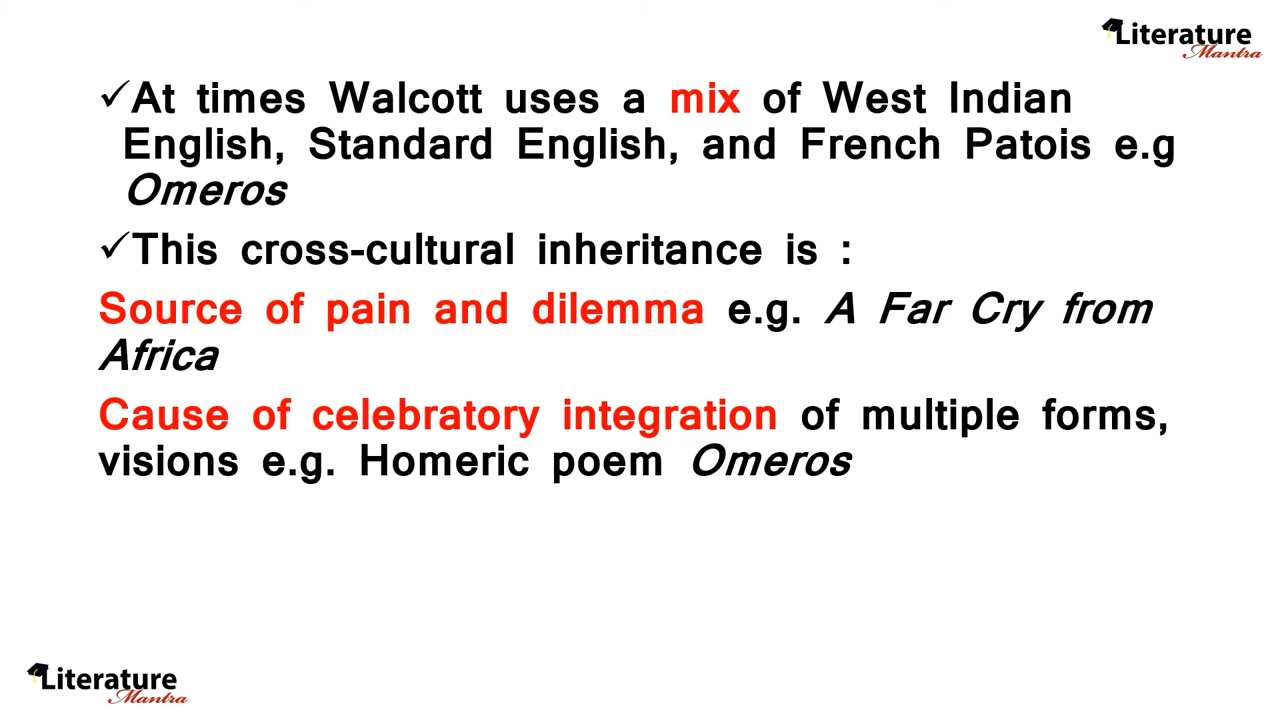 Literature
Mantra
✓At times Walcott uses a mix of West Indian
English, Standard English, and French Patois e.g
Omeros
✓This cross-cultural inheritance is :
Source of pain and dilemma e.g. A Far Cry from
Africa
Cause of celebratory integration of multiple forms,
visions e.g. Homeric poem Omeros
Literature
Mantra